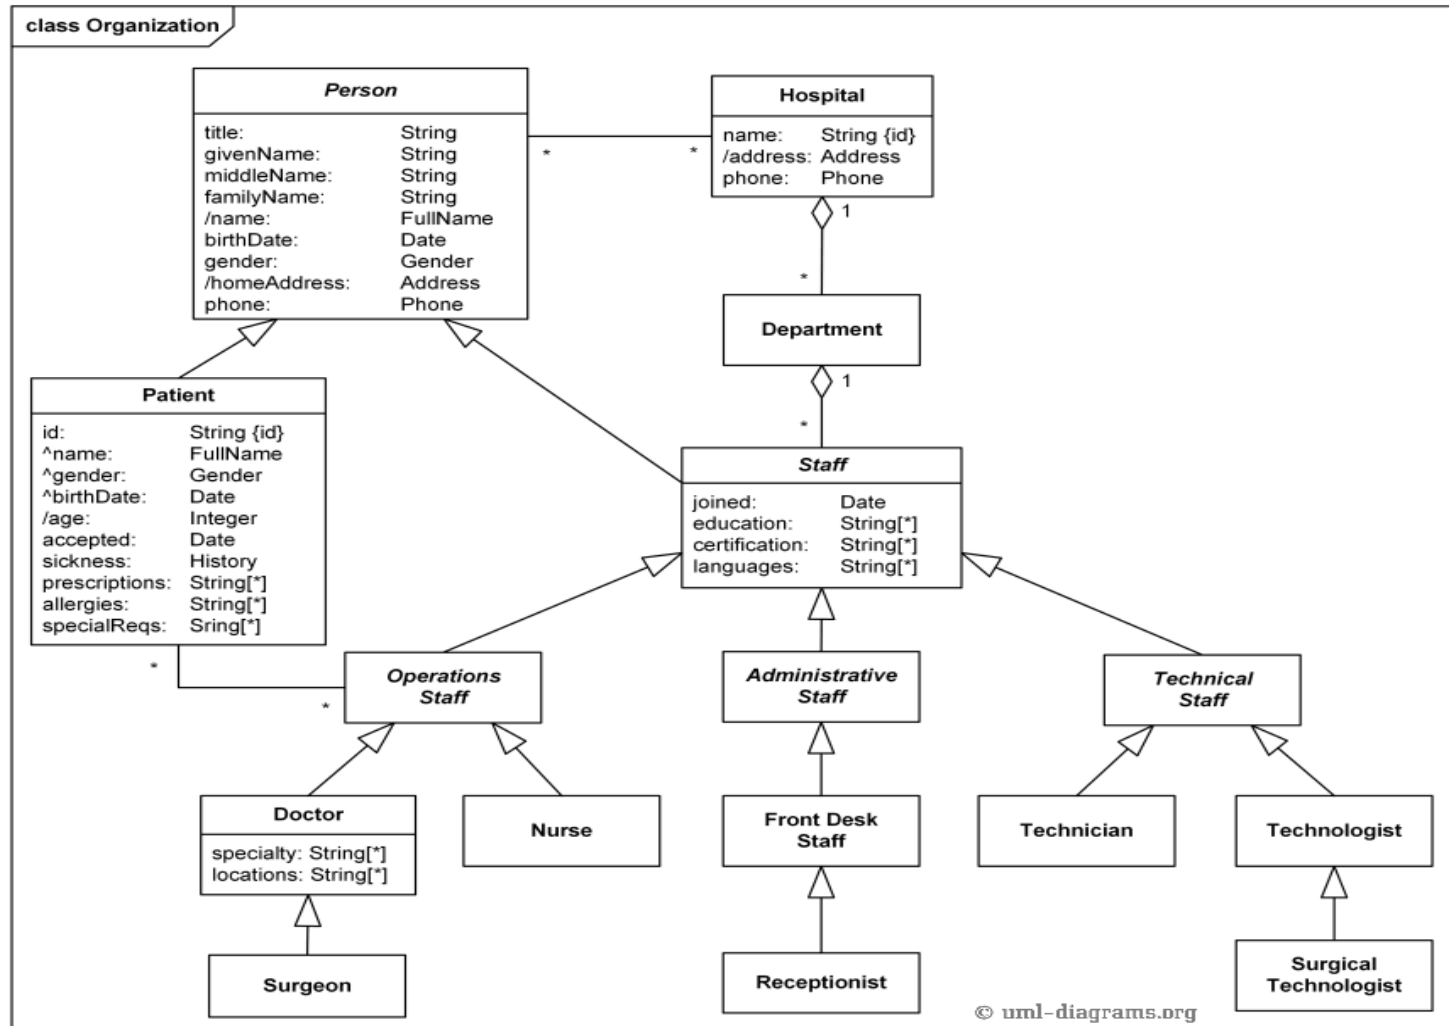 class Organization
Person
title: String
givenName: String
middleName: String
familyName: String
/name: FullName
birthDate: Date
gender: Gender
/homeAddress: Address
phone: Phone
*
*
Hospital
name: String {id}
/address: Address
phone: Phone
1
*
Department
1
*
Patient
id: String {id}
^name: FullName
^gender: Gender
^birthDate: Date
/age: Integer
accepted: Date
sickness: History
prescriptions: String[*]
allergies: String[*]
specialReqs: Sring[*]
*
*
Staff
joined: Date
education: String[*]
certification: String[*]
languages: String[*]
Operations
Staff
Administrative
Staff
Technical
Staff
Doctor
specialty: String[*]
locations: String[*]
Nurse
Front Desk
Staff
Technician
Technologist
Surgeon
Receptionist
Surgical
Technologist
© uml-diagrams.org